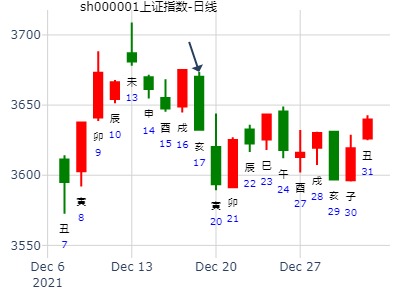 sh000001上证指数-日线
3700
3650
3600
3550
丑
7
寅
8
卯
9
辰
10
未
13
申
14
酉
15
戌
16
亥
17
寅
20
卯
21
辰
22
巳
23
午
24
酉
27
戌
28
亥
29
子
30
丑
31
Dec 6
2021
Dec 13
Dec 20
Dec 27